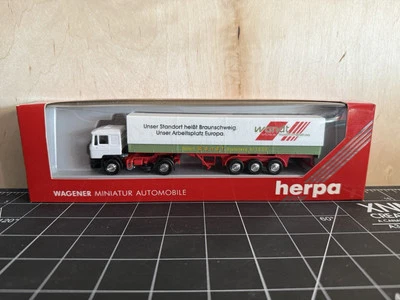 Unser Standort heißt Braunschweig.
Unser Arbeitsplatz Europa.
wandt
WAGENER MINIATUR AUTOMOBILE
herpa